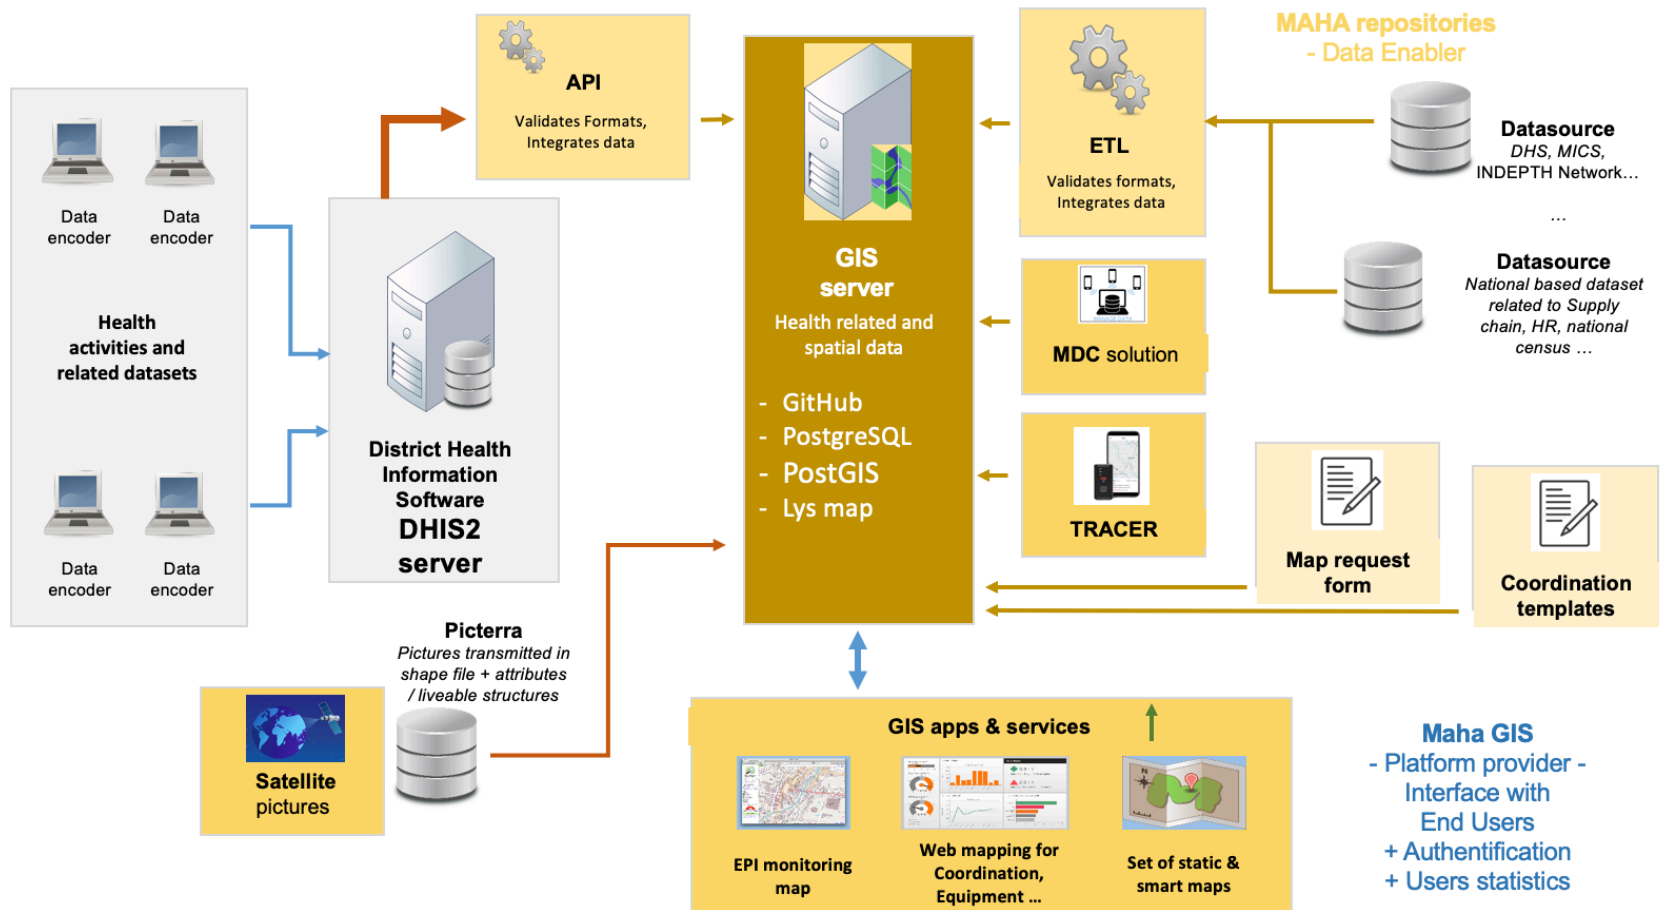 MAHA repositories
- Data Enabler
API
Validates Formats,
Integrates data
ETL
Validates formats,
Integrates data
Datasource
DHS, MICS,
INDEPTH Network...
...
Datasource
National based dataset
related to Supply
chain, HR, national
census ...
Data
encoder
Data
encoder
Health
activities and
related datasets
Data
encoder
Data
encoder
District Health
Information
Software
DHIS2
server
GIS
server
Health related and
spatial data
- GitHub
- PostgreSQL
- PostGIS
- Lys map
MANAGE DATA
MDC solution
TRACER
Map request
form
Coordination
templates
Picterra
Pictures transmitted in
shape file + attributes
/ liveable structures
Satellite
pictures
GIS apps & services
N
EPI monitoring
map
Web mapping for
Coordination,
Equipment ...
Set of static &
smart maps
Maha GIS
- Platform provider -
Interface with
End Users
+ Authentification
+ Users statistics